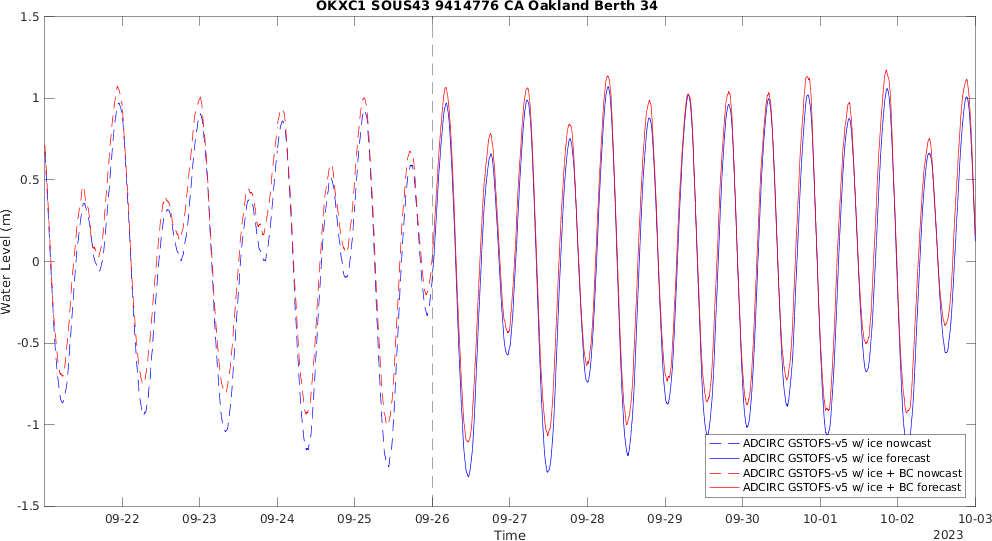 OKXC1 SOUS43 9414776 CA Oakland Berth 34
1.5
1
0.5
0
-0.5
-1
-1.5
Water Level (m)
ADCIRC GSTOFS-v5 w/ ice nowcast
ADCIRC GSTOFS-v5 w/ ice forecast
ADCIRC GSTOFS-v5 w/ ice + BC nowcast
ADCIRC GSTOFS-v5 w/ ice + BC forecast
09-22 09-23 09-24 09-25 09-26 09-27 09-28 09-29 09-30 10-01 10-02 10-03
Time
2023